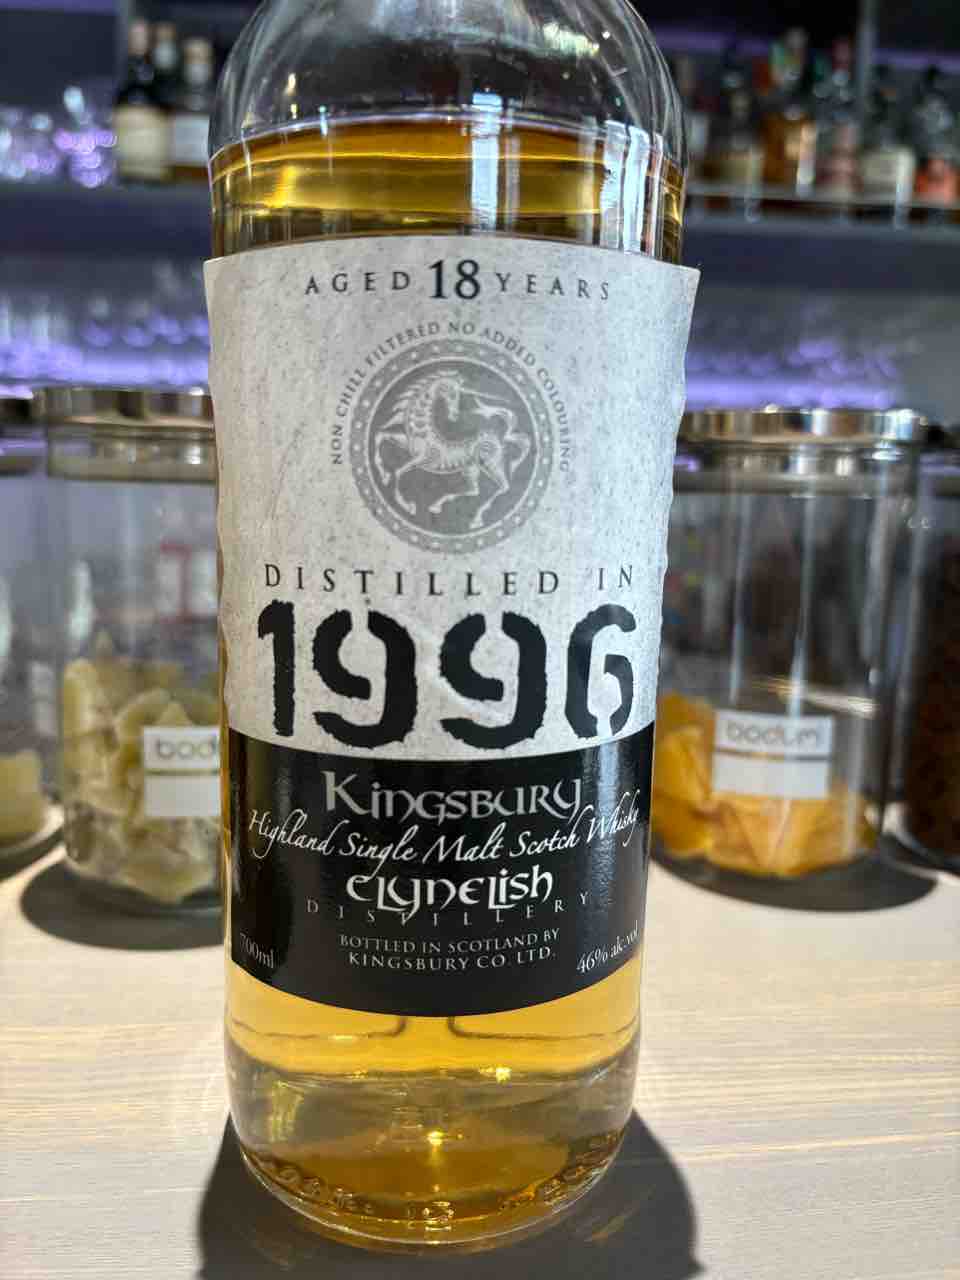 AGED 18 YEARS
NON CHILL FILTERED NO ADDED COLOURING
DISTILLED IN
1996
Kingsbury
Highland Single Malt Scotch Whisky
Clynelish
DISTILLERY
BOTTLED IN SCOTLAND BY
KINGSBURY CO. LTD.
700ml
46% alc.vol
bodum